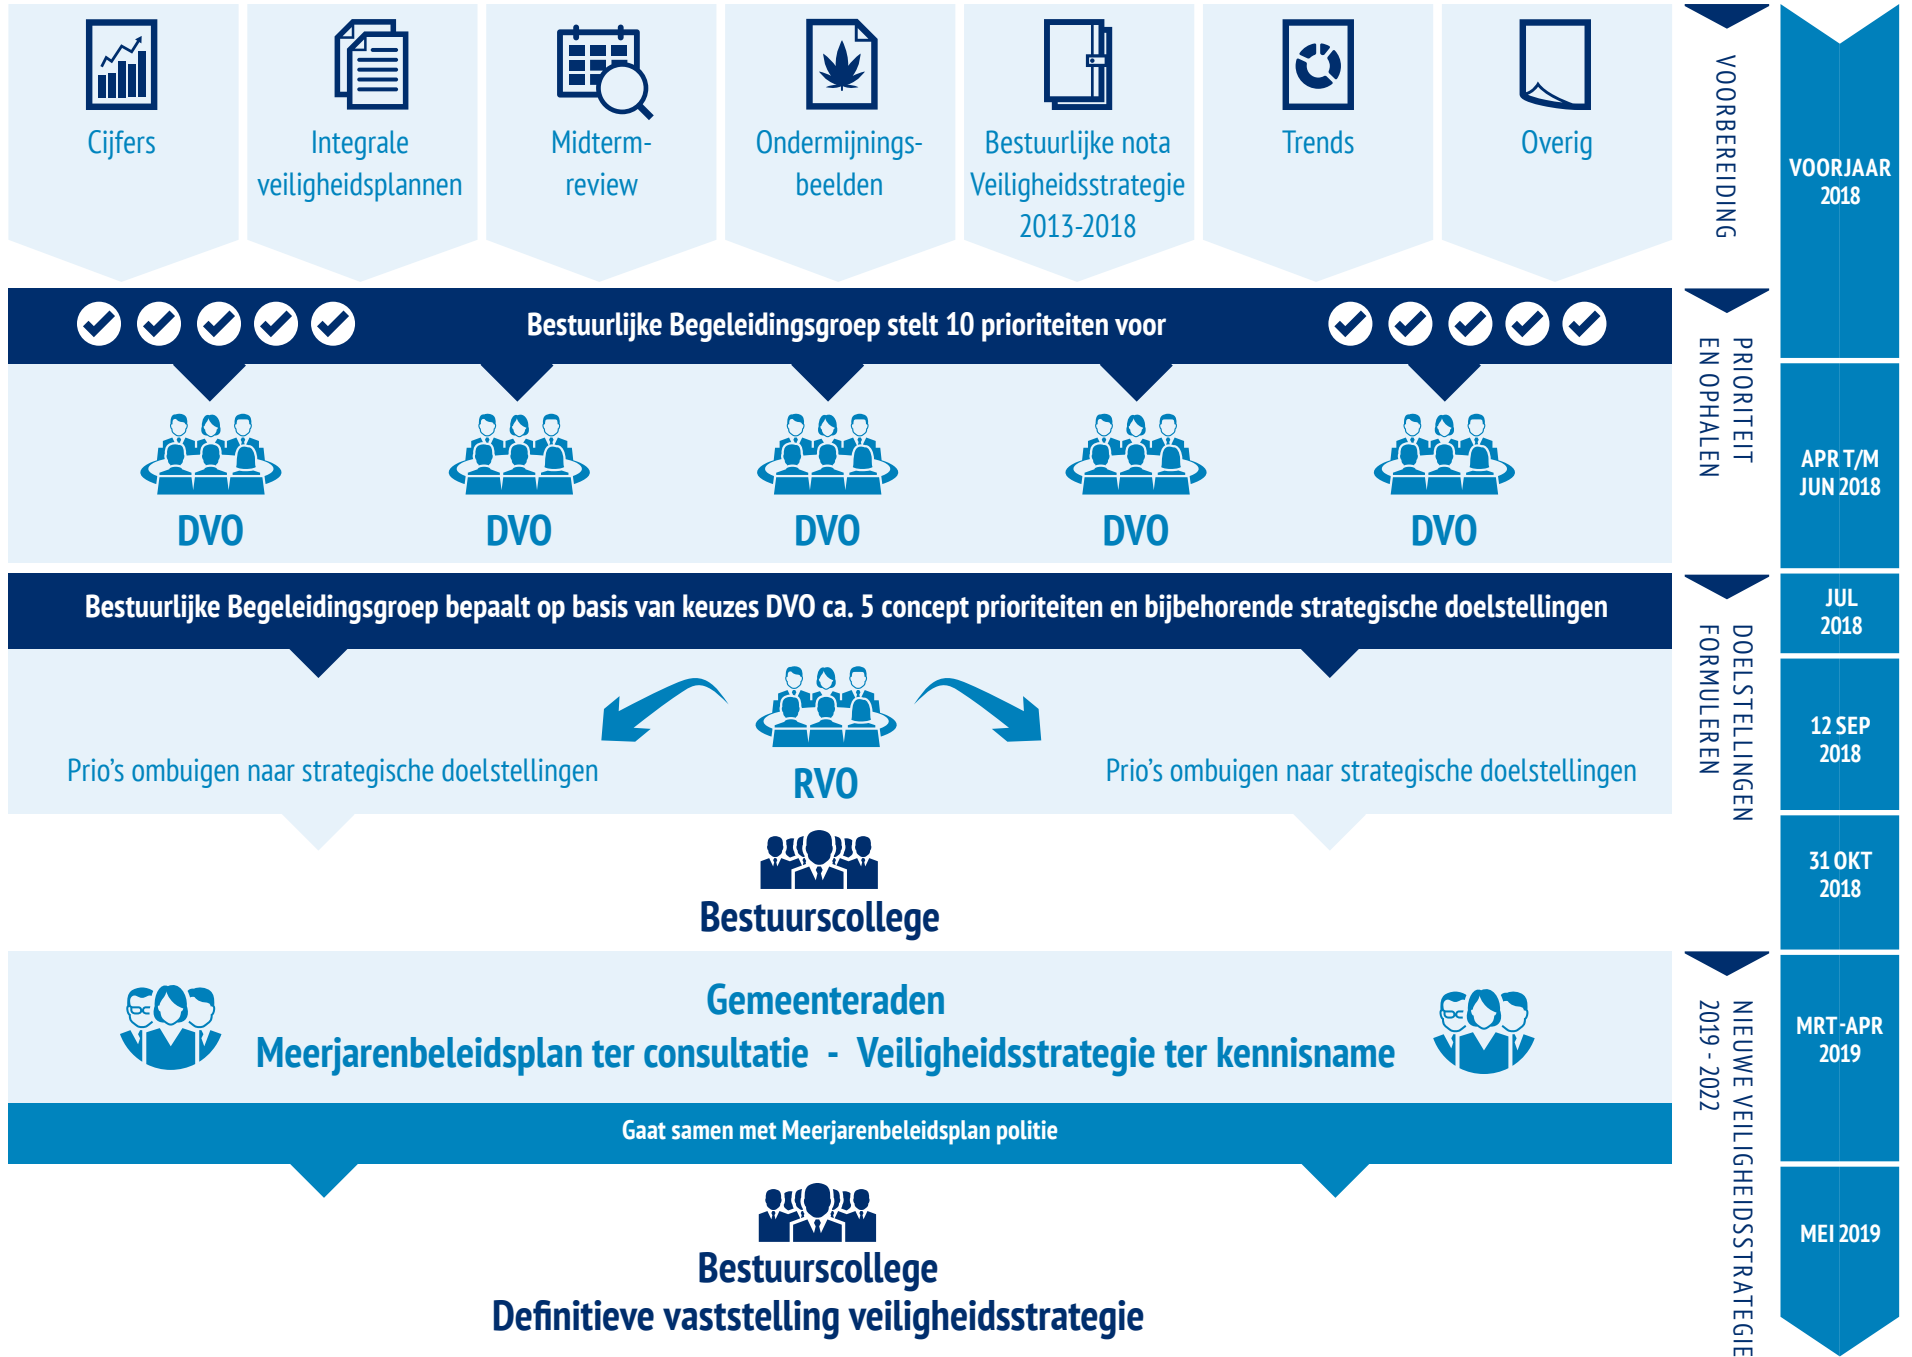 Cijfers
Integrale
veiligheidsplannen
Midterm-
review
Ondermijnings-
beelden
Bestuurlijke nota
Veiligheidsstrategie
2013-2018
Trends
Overig
VOORBEREIDING
VOORJAAR
2018
Bestuurlijke Begeleidingsgroep stelt 10 prioriteiten voor
DVO
DVO
DVO
DVO
DVO
PRIORITEIT
EN OPHALEN
APR T/M
JUN 2018
Bestuurlijke Begeleidingsgroep bepaalt op basis van keuzes DVO ca. 5 concept prioriteiten en bijbehorende strategische doelstellingen
JUL
2018
Prio's ombuigen naar strategische doelstellingen
RVO
Prio's ombuigen naar strategische doelstellingen
DOELSTELLINGEN
FORMULEREN
12 SEP
2018
Bestuurscollege
31 OKT
2018
Gemeenteraden
Meerjarenbeleidsplan ter consultatie - Veiligheidsstrategie ter kennisname
Gaat samen met Meerjarenbeleidsplan politie
NIEUWE VEILIGHEIDSSTRATEGIE
2019 - 2022
MRT-APR
2019
Bestuurscollege
Definitieve vaststelling veiligheidsstrategie
MEI 2019